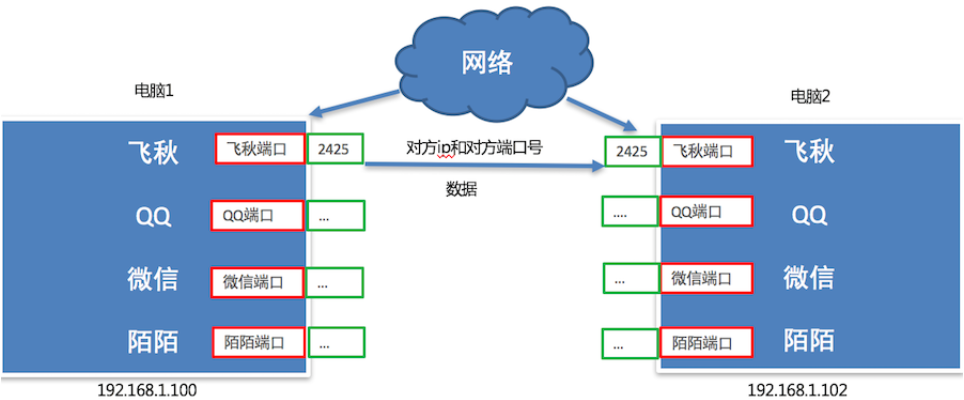 网络
电脑1
电脑2
飞秋 飞秋端口 2425
对方ip和对方端口号
2425 飞秋端口 飞秋
数据
QQ QQ端口 ...
.... QQ端口 QQ
微信 微信端口 ...
... 微信端口 微信
陌陌 陌陌端口 ...
... 陌陌端口 陌陌
192.168.1.100
192.168.1.102